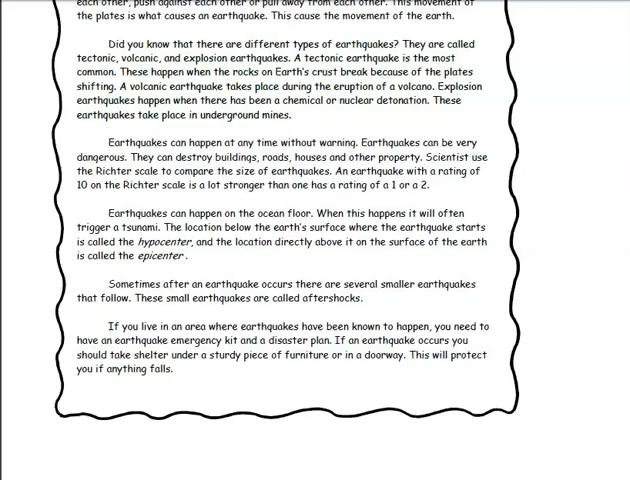 each other, push against each other or pull away from each other. This movement of
the plates is what causes an earthquake. This cause the movement of the earth.
Did you know that there are different types of earthquakes? They are called
tectonic, volcanic, and explosion earthquakes. A tectonic earthquake is the most
common. These happen when the rocks on Earth's crust break because of the plates
shifting. A volcanic earthquake takes place during the eruption of a volcano. Explosion
earthquakes happen when there has been a chemical or nuclear detonation. These
earthquakes take place in underground mines.
Earthquakes can happen at any time without warning. Earthquakes can be very
dangerous. They can destroy buildings, roads, houses and other property. Scientist use
the Richter scale to compare the size of earthquakes. An earthquake with a rating of
10 on the Richter scale is a lot stronger than one has a rating of a 1 or a 2.
Earthquakes can happen on the ocean floor. When this happens it will often
trigger a tsunami. The location below the earth's surface where the earthquake starts
is called the hypocenter, and the location directly above it on the surface of the earth
is called the epicenter.
Sometimes after an earthquake occurs there are several smaller earthquakes
that follow. These small earthquakes are called aftershocks.
If you live in an area where earthquakes have been known to happen, you need to
have an earthquake emergency kit and a disaster plan. If an earthquake occurs you
should take shelter under a sturdy piece of furniture or in a doorway. This will protect
you if anything falls.